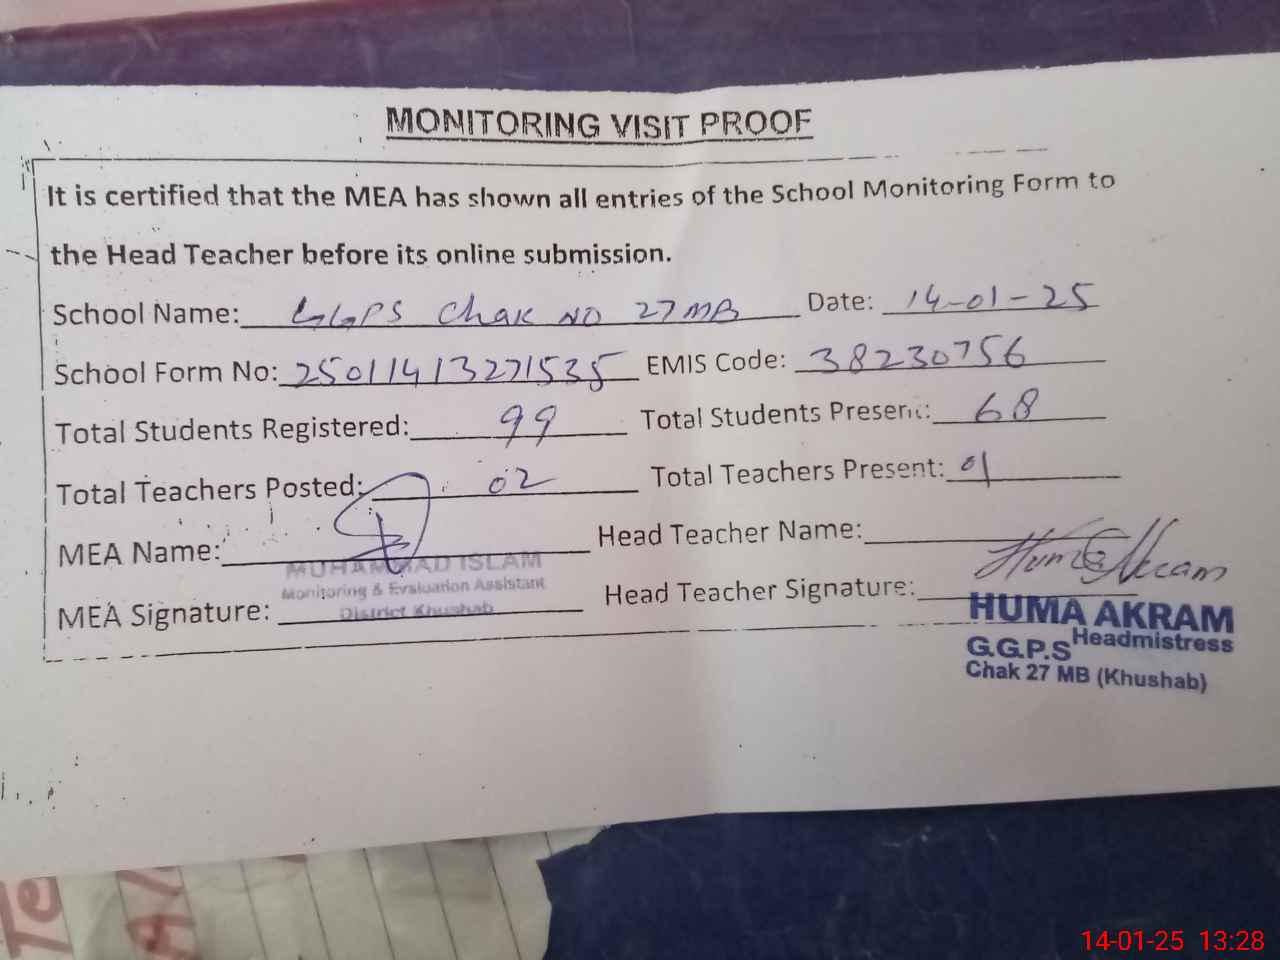 MONITORING VISIT PROOF
It is certified that the MEA has shown all entries of the School Monitoring Form to
the Head Teacher before its online submission.
School Name: GGPS Chak NO 27MB Date: 14-01-25
School Form No: 25011413271535 EMIS Code: 38230756
Total Students Registered: 99 Total Students Present: 68
Total Teachers Posted: 02 Total Teachers Present: 01
MEA Name: Head Teacher Name:
MUHAMMAD ISLAM
Monitoring & Evaluation Assistant
District Khushab
MEA Signature: Head Teacher Signature: Huma Akram
HUMA AKRAM
Headmistress
G.G.P.S
Chak 27 MB (Khushab)
Te
A/
14-01-25 13:28